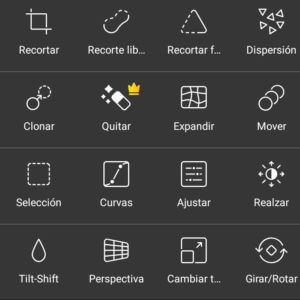 Recortar
Recorte lib...
Recortar f...
Dispersión
Clonar
Quitar
Expandir
Mover
Selección
Curvas
Ajustar
Realzar
Tilt-Shift
Perspectiva
Cambiar t...
Girar/Rotar